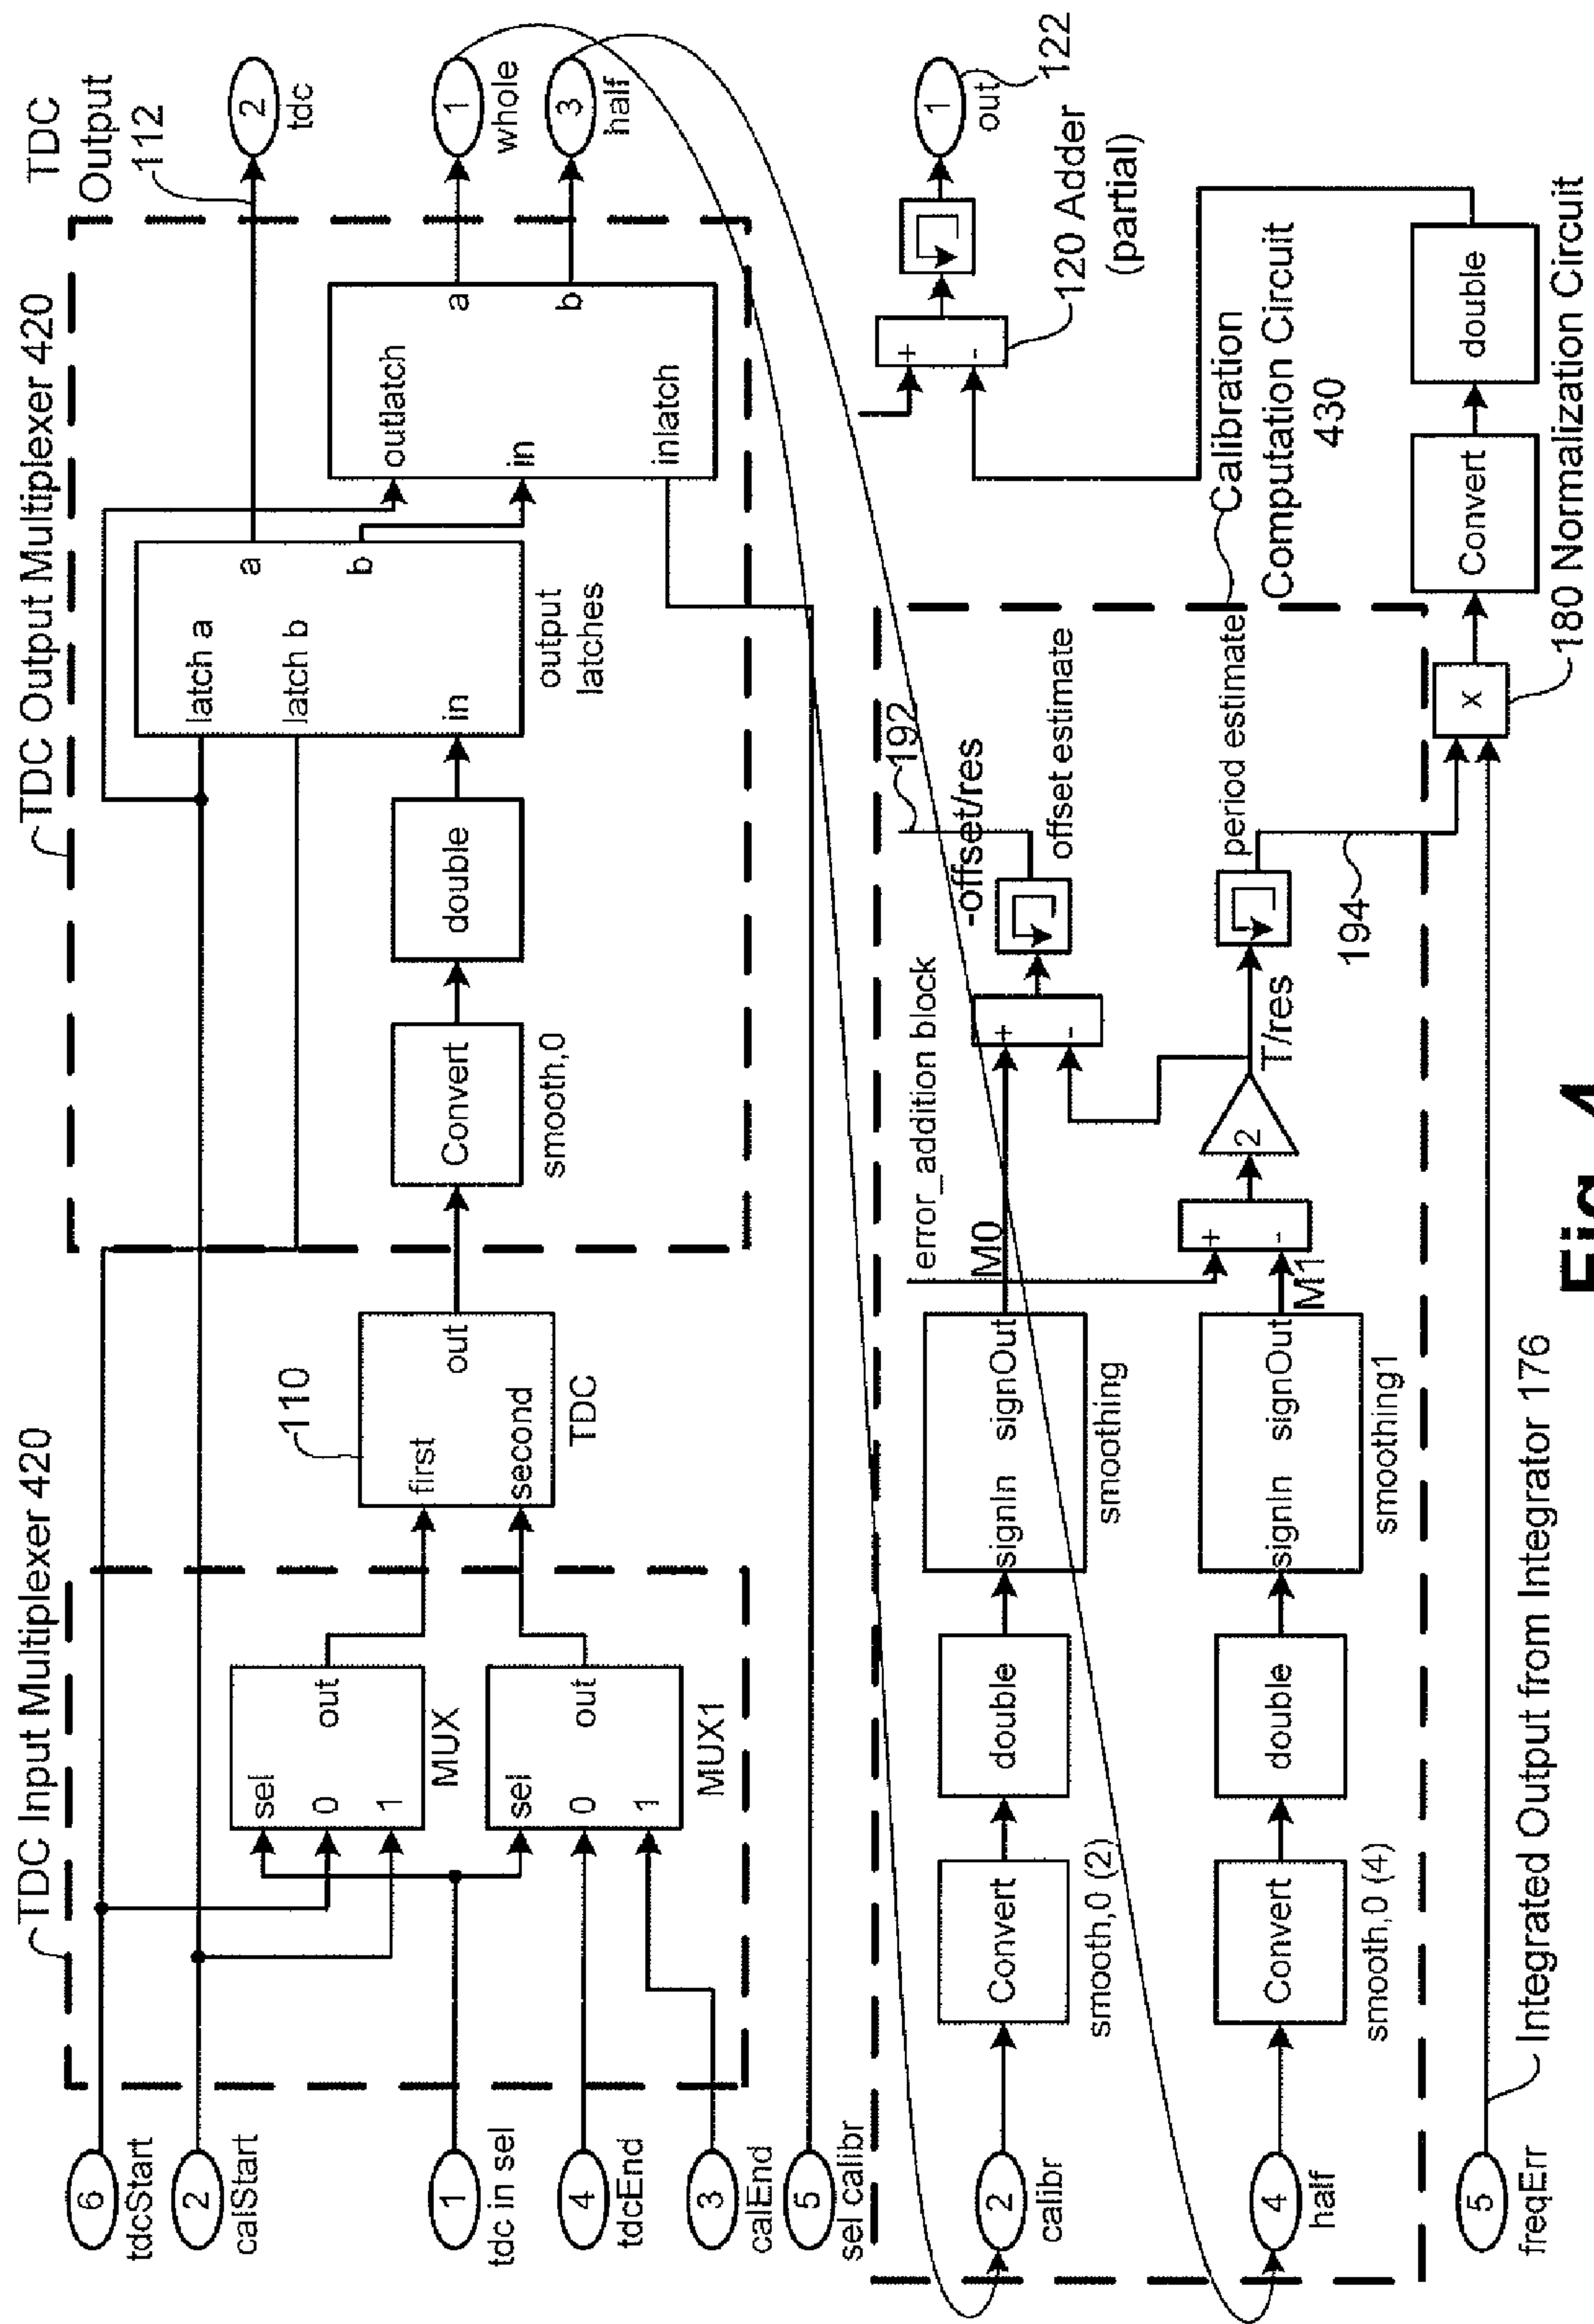 TDC Input Multiplexer 420
TDC Output Multiplexer 420
TDC
Output
112
6
tdcStart
2
calStart
1
tdc in sel
4
tdcEnd
3
calEnd
5
sel calibr
sel
0
1
out
MUX
sel
0
1
out
MUX1
110
first
second
out
TDC
Convert
smooth,0
double
latch a
latch b
in
a
b
output
latches
outlatch
in
inlatch
a
b
2
tdc
1
whole
3
half
2
calibr
Convert
smooth,0 (2)
double
signIn
signOut
smoothing
M0
error_addition block
+
-
-offset/res
192
offset estimate
4
half
Convert
smooth,0 (4)
double
signIn
signOut
smoothing1
M1
+
-
2
T/res
period estimate
194
Calibration
Computation Circuit
430
+
-
120 Adder
(partial)
1
out
122
5
freqErr
Integrated Output from Integrator 176
x
180 Normalization Circuit
Convert
double